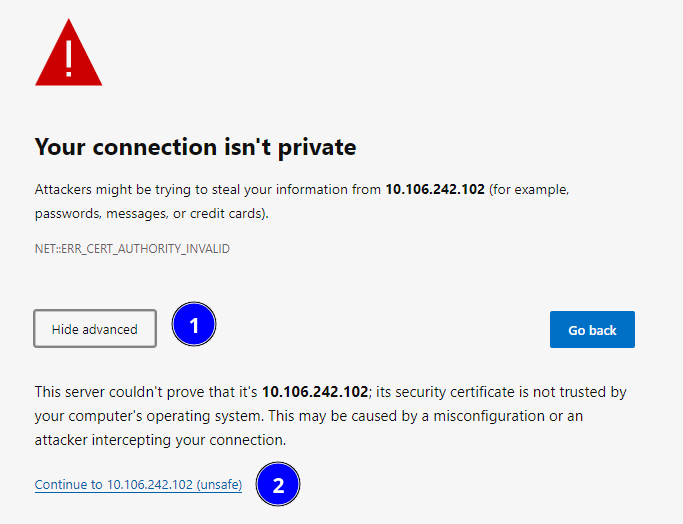 !
Your connection isn't private
Attackers might be trying to steal your information from 10.106.242.102 (for example,
passwords, messages, or credit cards).
NET::ERR_CERT_AUTHORITY_INVALID
Hide advanced
1
Go back
This server couldn't prove that it's 10.106.242.102; its security certificate is not trusted by
your computer's operating system. This may be caused by a misconfiguration or an
attacker intercepting your connection.
Continue to 10.106.242.102 (unsafe)
2